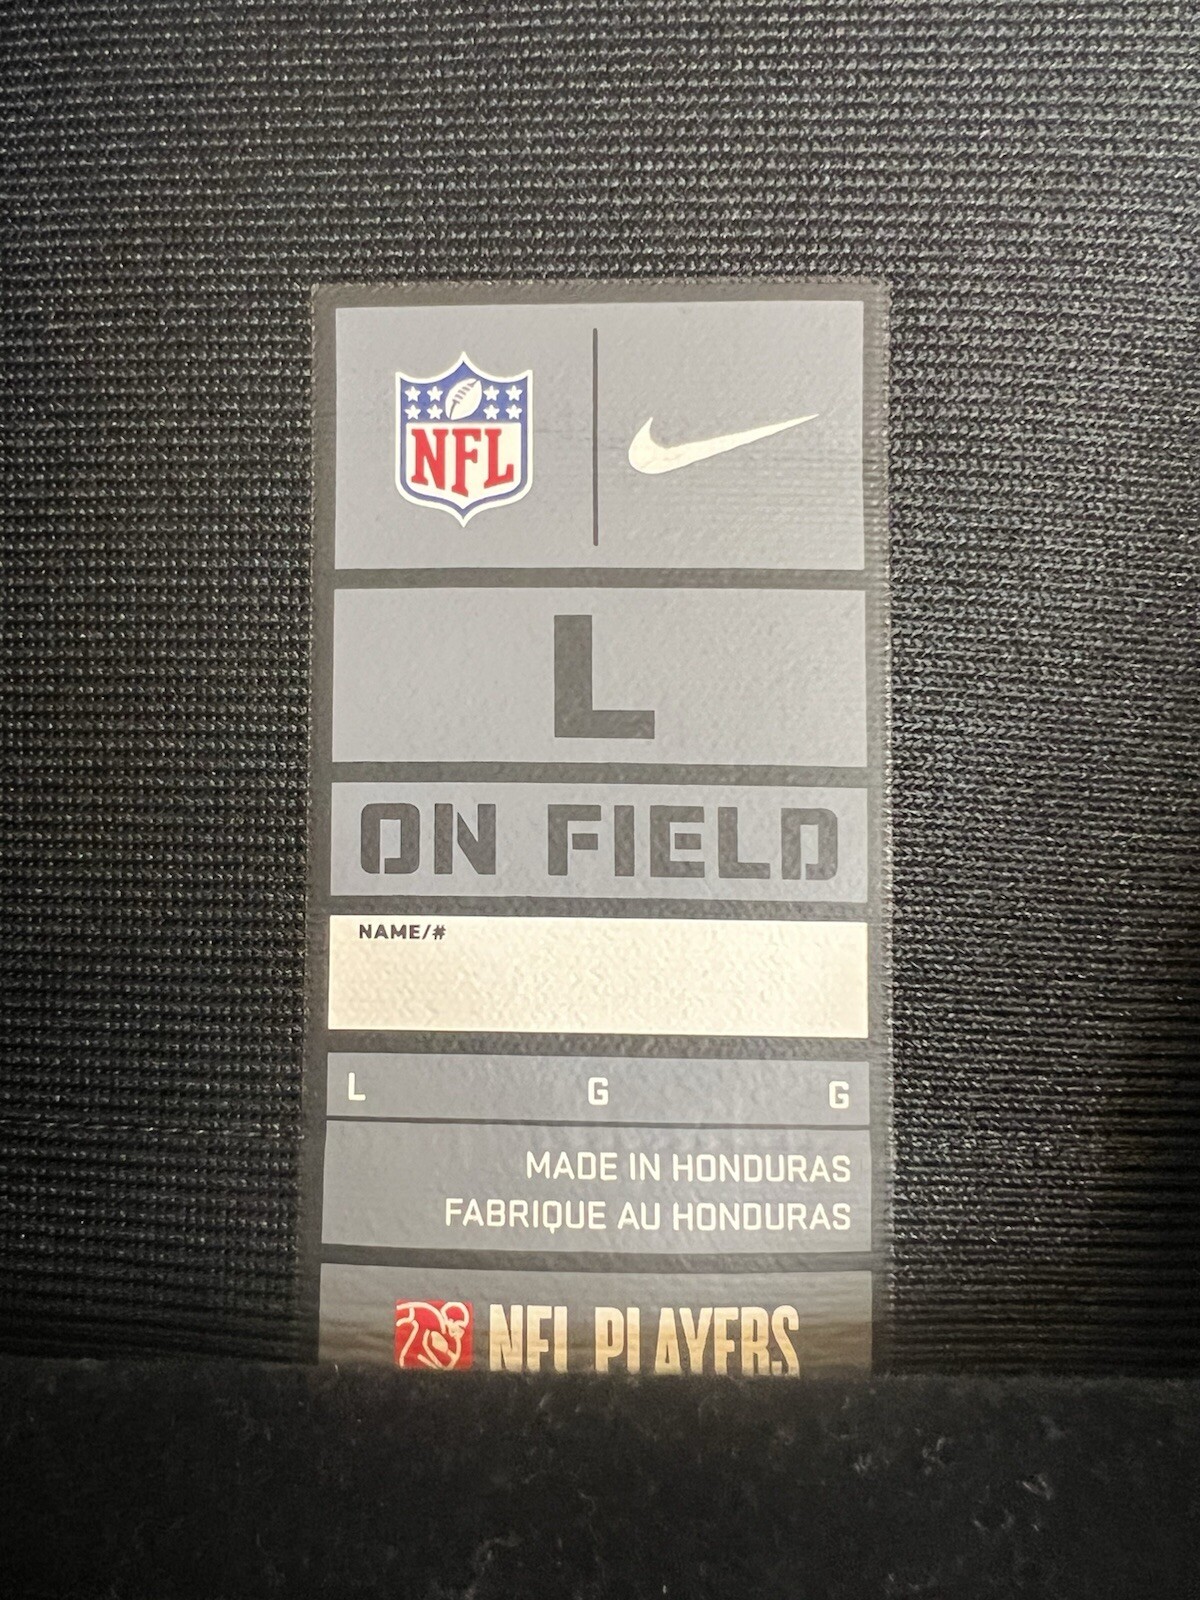 NFL
L
ON FIELD
NAME/#
L G G
MADE IN HONDURAS
FABRIQUE AU HONDURAS
NFL PLAYERS